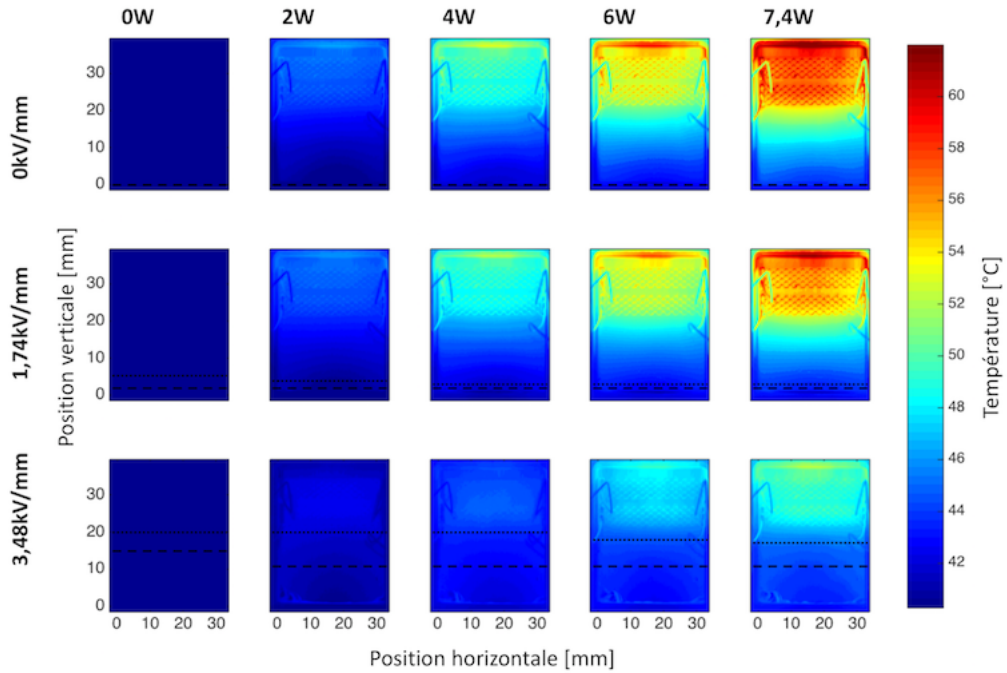 0W 2W 4W 6W 7,4W
0kV/mm
30
20
10
0
1,74kV/mm
30
20
10
0
3,48kV/mm
30
20
10
0
Position verticale [mm]
0 10 20 30 0 10 20 30 0 10 20 30 0 10 20 30 0 10 20 30
Position horizontale [mm]
60
58
56
54
52
50
48
46
44
42
Température [°C]